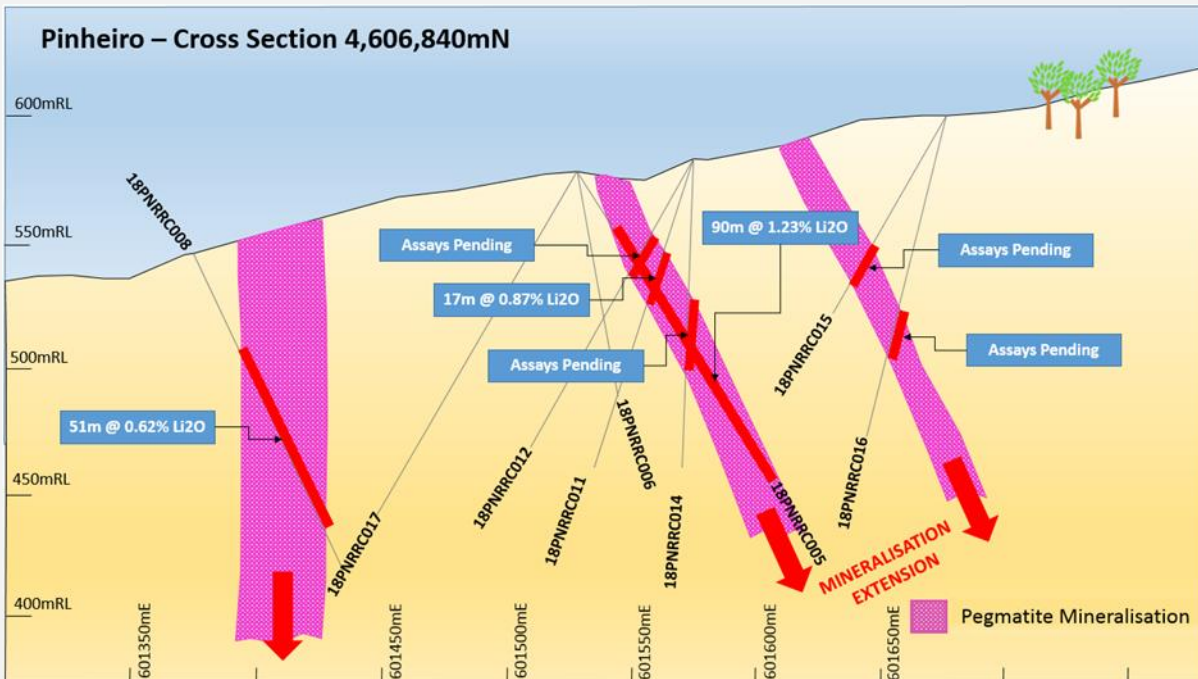 Pinheiro – Cross Section 4,606,840mN
600mRL
550mRL
500mRL
450mRL
400mRL
18PNRRC008
Assays Pending
90m @ 1.23% Li2O
Assays Pending
17m @ 0.87% Li2O
Assays Pending
Assays Pending
51m @ 0.62% Li2O
18PNRRC017
18PNRRC012
18PNRRC011
18PNRRC006
18PNRRC014
18PNRRC005
18PNRRC015
18PNRRC016
MINERALISATION
EXTENSION
Pegmatite Mineralisation
601350mE
601450mE
601500mE
601550mE
601600mE
601650mE